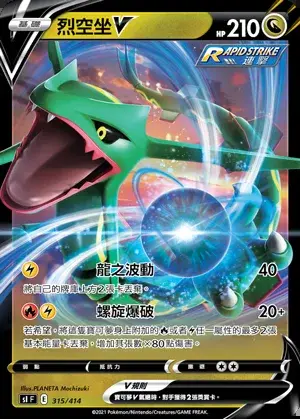 基礎 烈空坐V HP210
RAPID STRIKE
連擊
龍之波動 40
將自己的牌庫上方2張卡丟棄。
螺旋爆破 20+
若希望,將這隻寶可夢身上附加的或者任一屬性的最多2張
基本能量卡丟棄,增加其張數×80點傷害。
弱點 抵抗力 撤退
Illus.PLANETA Mochizuki
sI F E 315/414
V規則
寶可夢V氣絕時,對手獲得2張獎賞卡。
©2021 Pokémon/Nintendo/Creatures/GAME FREAK.